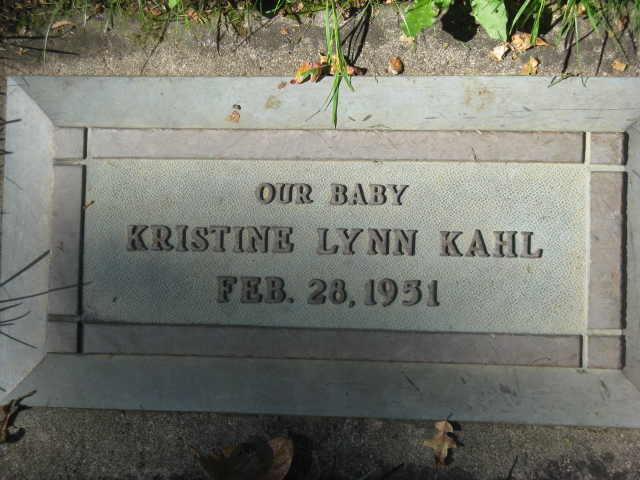 OUR BABY
KRISTINE LYNN KAHL
FEB. 28, 1951